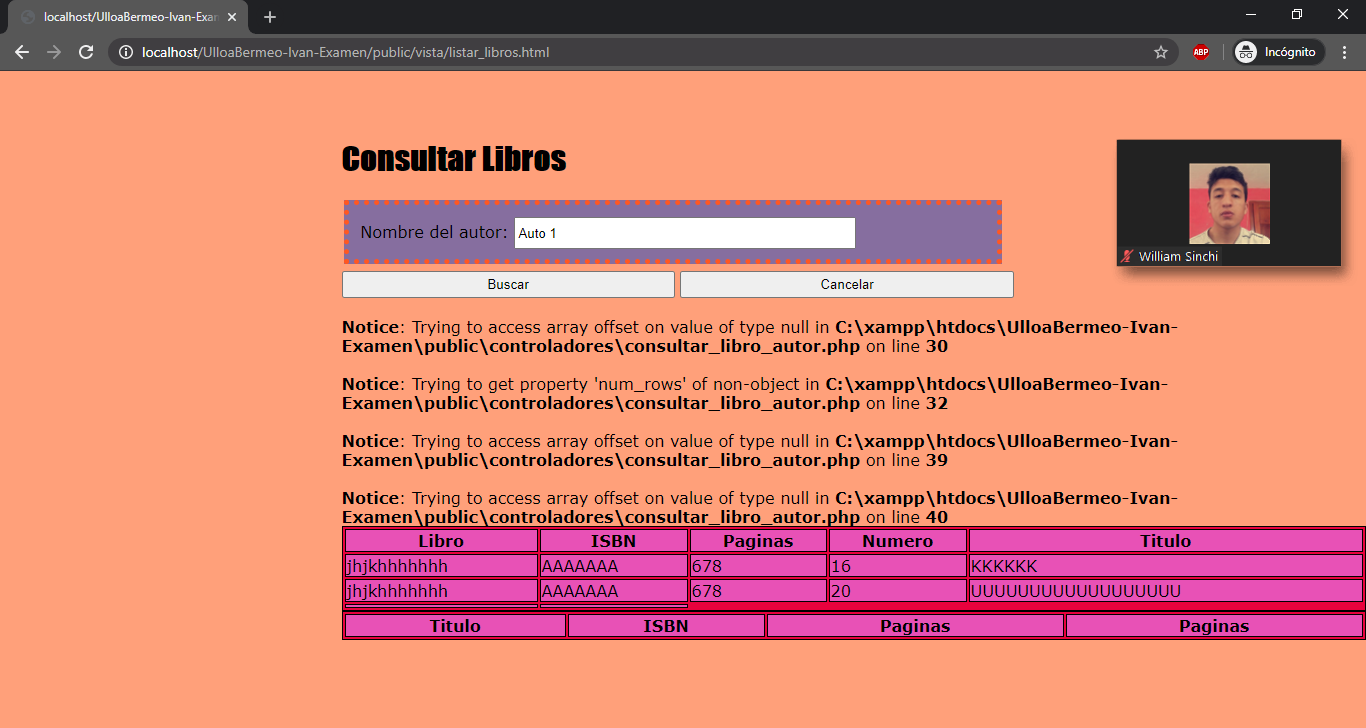 localhost/UlloaBermeo-Ivan-Exan
localhost/UlloaBermeo-Ivan-Examen/public/vista/listar_libros.html
ABP
Incógnito
Consultar Libros
Nombre del autor: Auto 1
William Sinchi
Buscar Cancelar
Notice: Trying to access array offset on value of type null in C:\xampp\htdocs\UlloaBermeo-Ivan-
Examen\public\controladores\consultar_libro_autor.php on line 30
Notice: Trying to get property 'num_rows' of non-object in C:\xampp\htdocs\UlloaBermeo-Ivan-
Examen\public\controladores\consultar_libro_autor.php on line 32
Notice: Trying to access array offset on value of type null in C:\xampp\htdocs\UlloaBermeo-Ivan-
Examen\public\controladores\consultar_libro_autor.php on line 39
Notice: Trying to access array offset on value of type null in C:\xampp\htdocs\UlloaBermeo-Ivan-
Examen\public\controladores\consultar_libro_autor.php on line 40
Libro ISBN Paginas Numero Titulo
jhjkhhhhhhh AAAAAAA 678 16 KKKKKK
jhjkhhhhhhh AAAAAAA 678 20 UUUUUUUUUUUUUUUUUU
Titulo ISBN Paginas Paginas